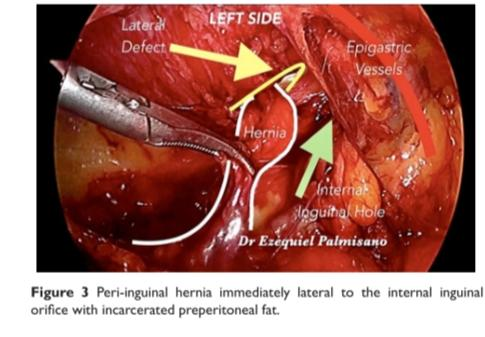 LEFT SIDE
Lateral
Defect
Epigastric
Vessels
Hernia
Internal
Inguinal Hole
Dr Ezequiel Palmisano
Figure 3 Peri-inguinal hernia immediately lateral to the internal inguinal
orifice with incarcerated preperitoneal fat.